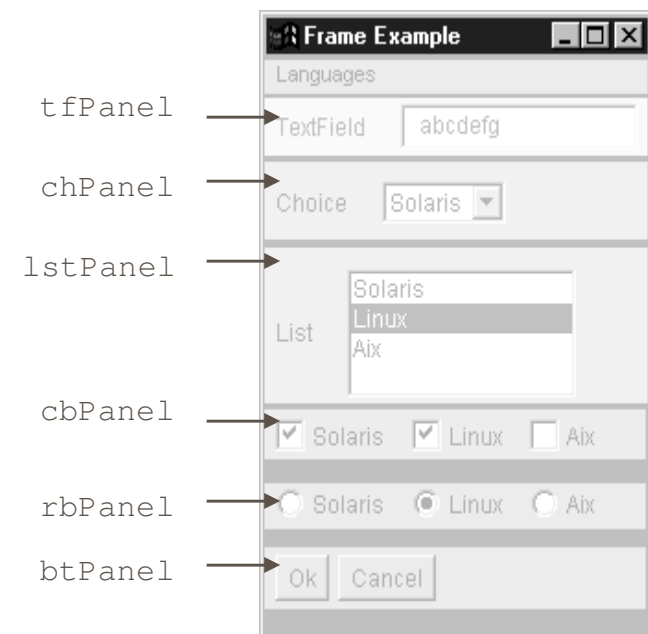 Frame Example
Languages
tfPanel
TextField abcdefg
chPanel
Choice Solaris
lstPanel
Solaris
Linux
List
Aix
cbPanel
Solaris Linux Aix
rbPanel
Solaris Linux Aix
btPanel
Ok Cancel